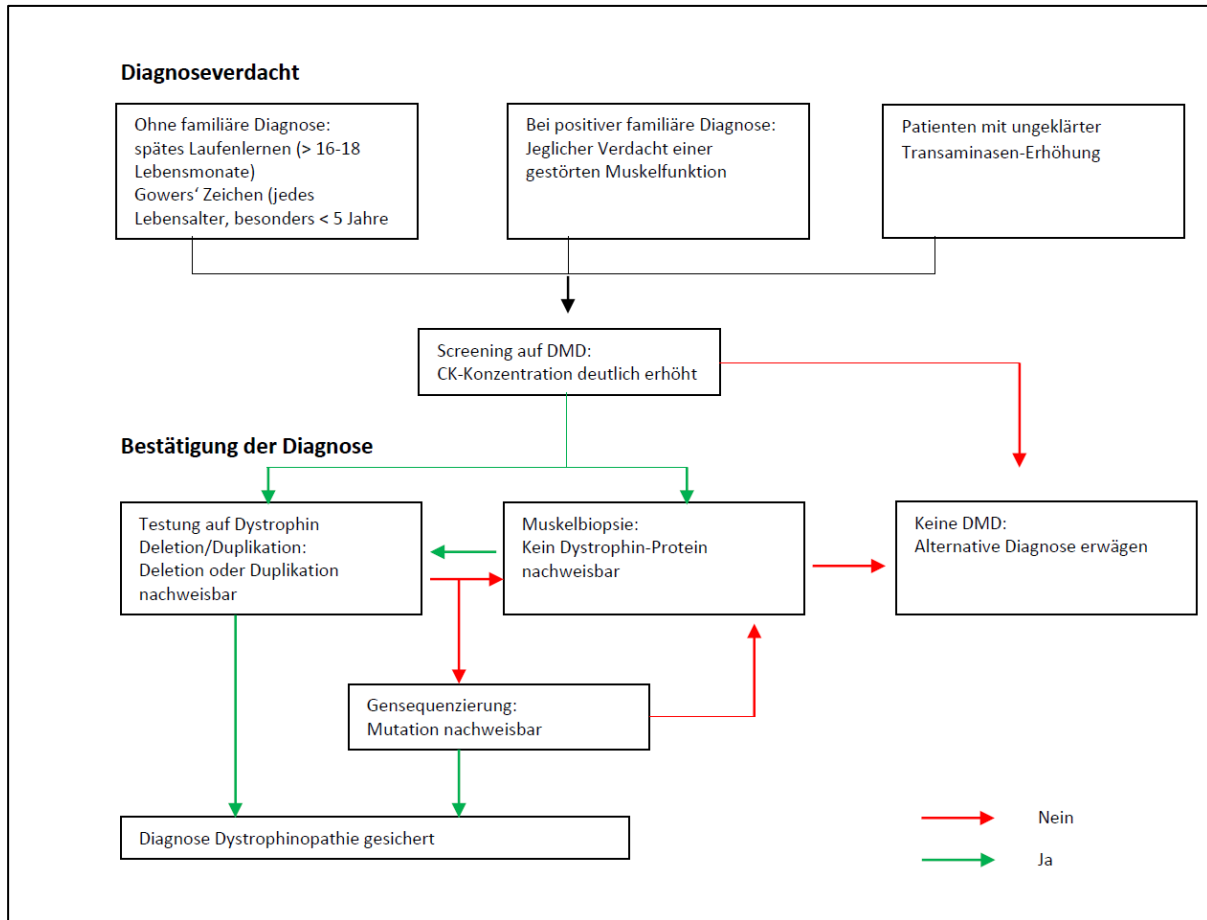 Diagnoseverdacht
Ohne familiäre Diagnose:
spätes Laufenlernen (> 16-18
Lebensmonate)
Gowers‘ Zeichen (jedes
Lebensalter, besonders < 5 Jahre
Bei positiver familiäre Diagnose:
Jeglicher Verdacht einer
gestörten Muskelfunktion
Patienten mit ungeklärter
Transaminasen-Erhöhung
Screening auf DMD:
CK-Konzentration deutlich erhöht
Bestätigung der Diagnose
Testung auf Dystrophin
Deletion/Duplikation:
Deletion oder Duplikation
nachweisbar
Muskelbiopsie:
Kein Dystrophin-Protein
nachweisbar
Keine DMD:
Alternative Diagnose erwägen
Gensequenzierung:
Mutation nachweisbar
Diagnose Dystrophinopathie gesichert
Nein
Ja